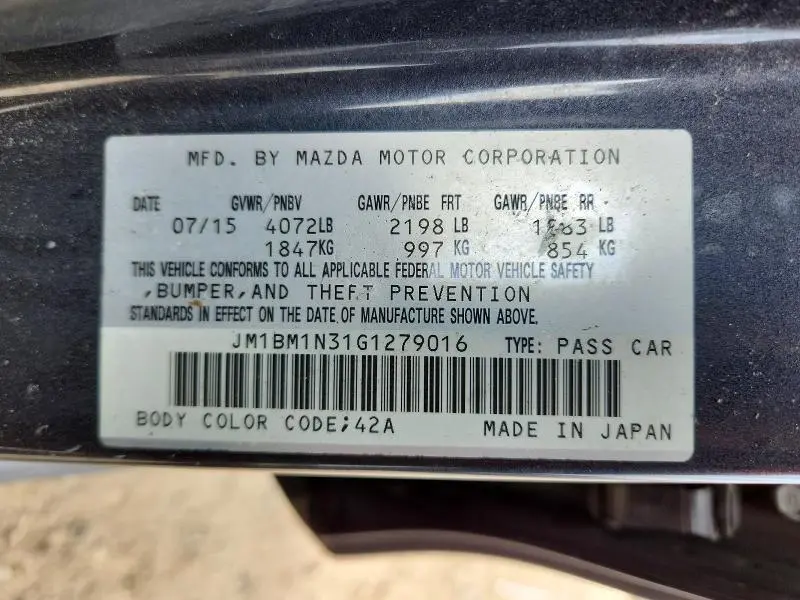 MFD. BY MAZDA MOTOR CORPORATION
DATE GVWR/PNBV GAWR/PNBE FRT GAWR/PNBE RR
07/15 4072LB 2198 LB LB
1847KG 997 KG 854 KG
THIS VEHICLE CONFORMS TO ALL APPLICABLE FEDERAL MOTOR VEHICLE SAFETY
,BUMPER,AND THEFT PREVENTION
STANDARDS IN EFFECT ON THE DATE OF MANUFACTURE SHOWN ABOVE.
JM1BM1N31G1279016 TYPE: PASS CAR
BODY COLOR CODE;42A MADE IN JAPAN